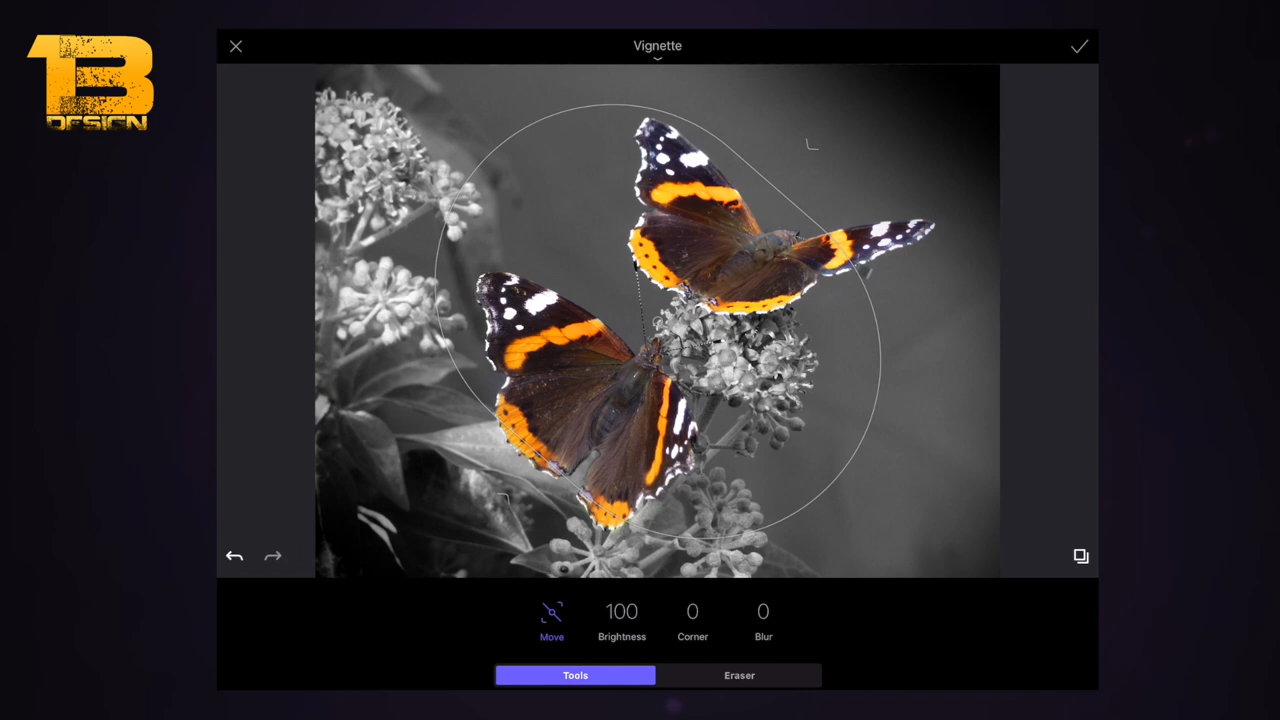 13
DESIGN
Vignette
100
0
0
Move
Brightness
Corner
Blur
Tools
Eraser